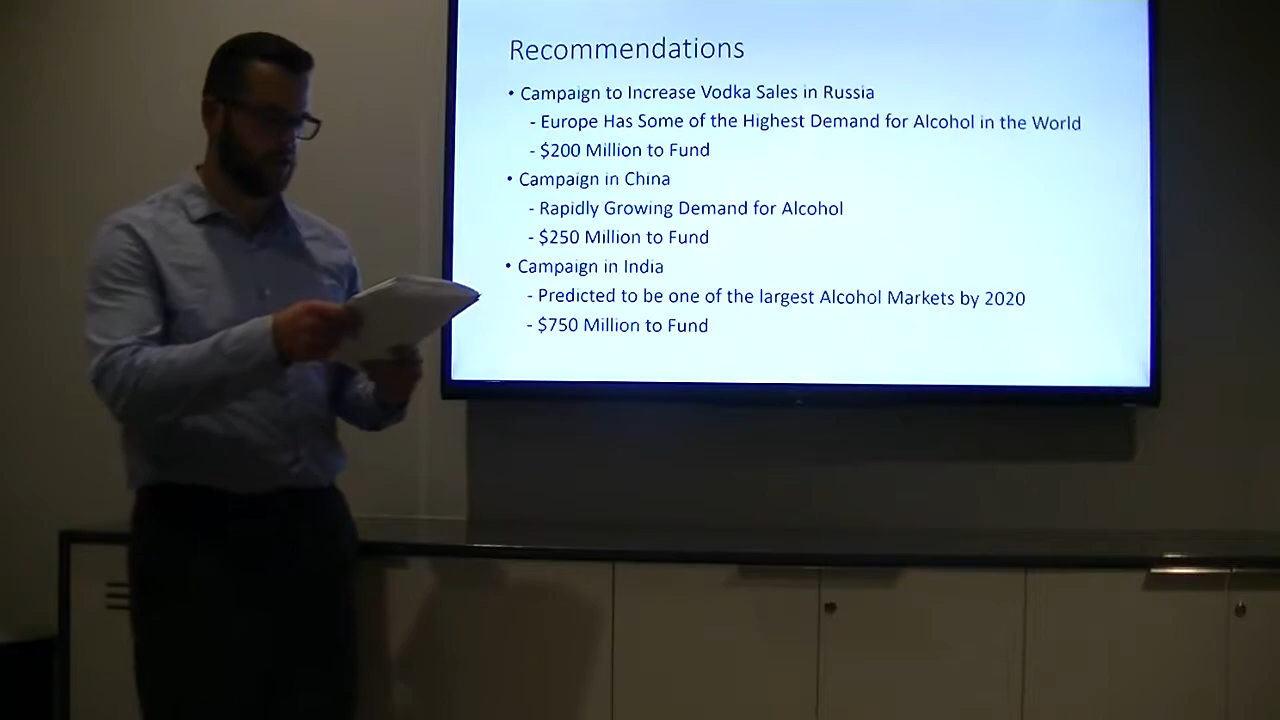 Recommendations
• Campaign to Increase Vodka Sales in Russia
- Europe Has Some of the Highest Demand for Alcohol in the World
- $200 Million to Fund
• Campaign in China
- Rapidly Growing Demand for Alcohol
- $250 Million to Fund
• Campaign in India
- Predicted to be one of the largest Alcohol Markets by 2020
- $750 Million to Fund